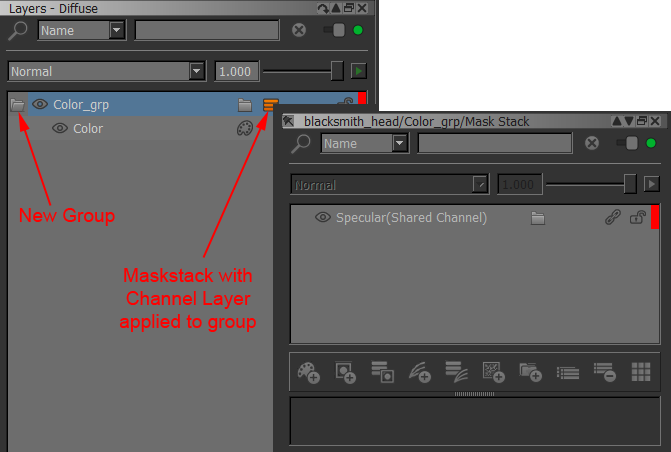 Layers - Diffuse
Name
Normal
1.000
Color_grp
Color
New Group
Maskstack with
Channel Layer
applied to group
blacksmith_head/Color_grp/Mask Stack
Name
Normal
1.000
Specular(Shared Channel)